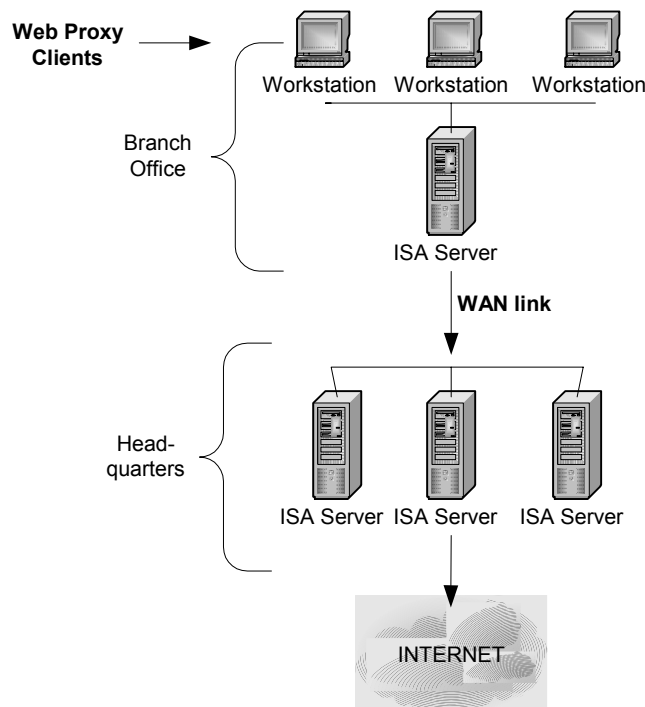 Web Proxy
Clients
Workstation Workstation Workstation
Branch
Office
ISA Server
WAN link
Head-
quarters
ISA Server ISA Server ISA Server
INTERNET